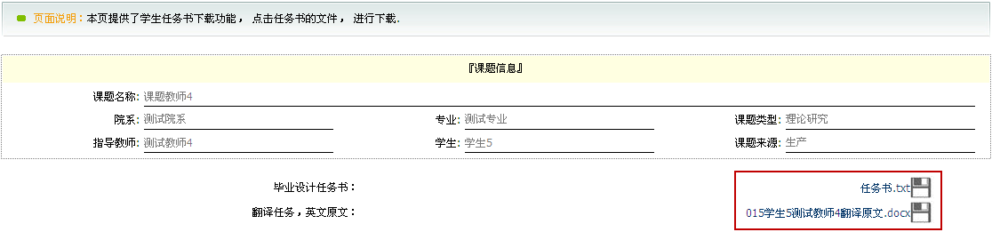 页面说明：本页提供了学生任务书下载功能， 点击任务书的文件， 进行下载.
『课题信息』
课题名称: 课题教师4
院系: 测试院系 专业: 测试专业 课题类型: 理论研究
指导教师: 测试教师4 学生: 学生5 课题来源: 生产
毕业设计任务书： 任务书.txt
翻译任务，英文原文： 015学生5测试教师4翻译原文.docx